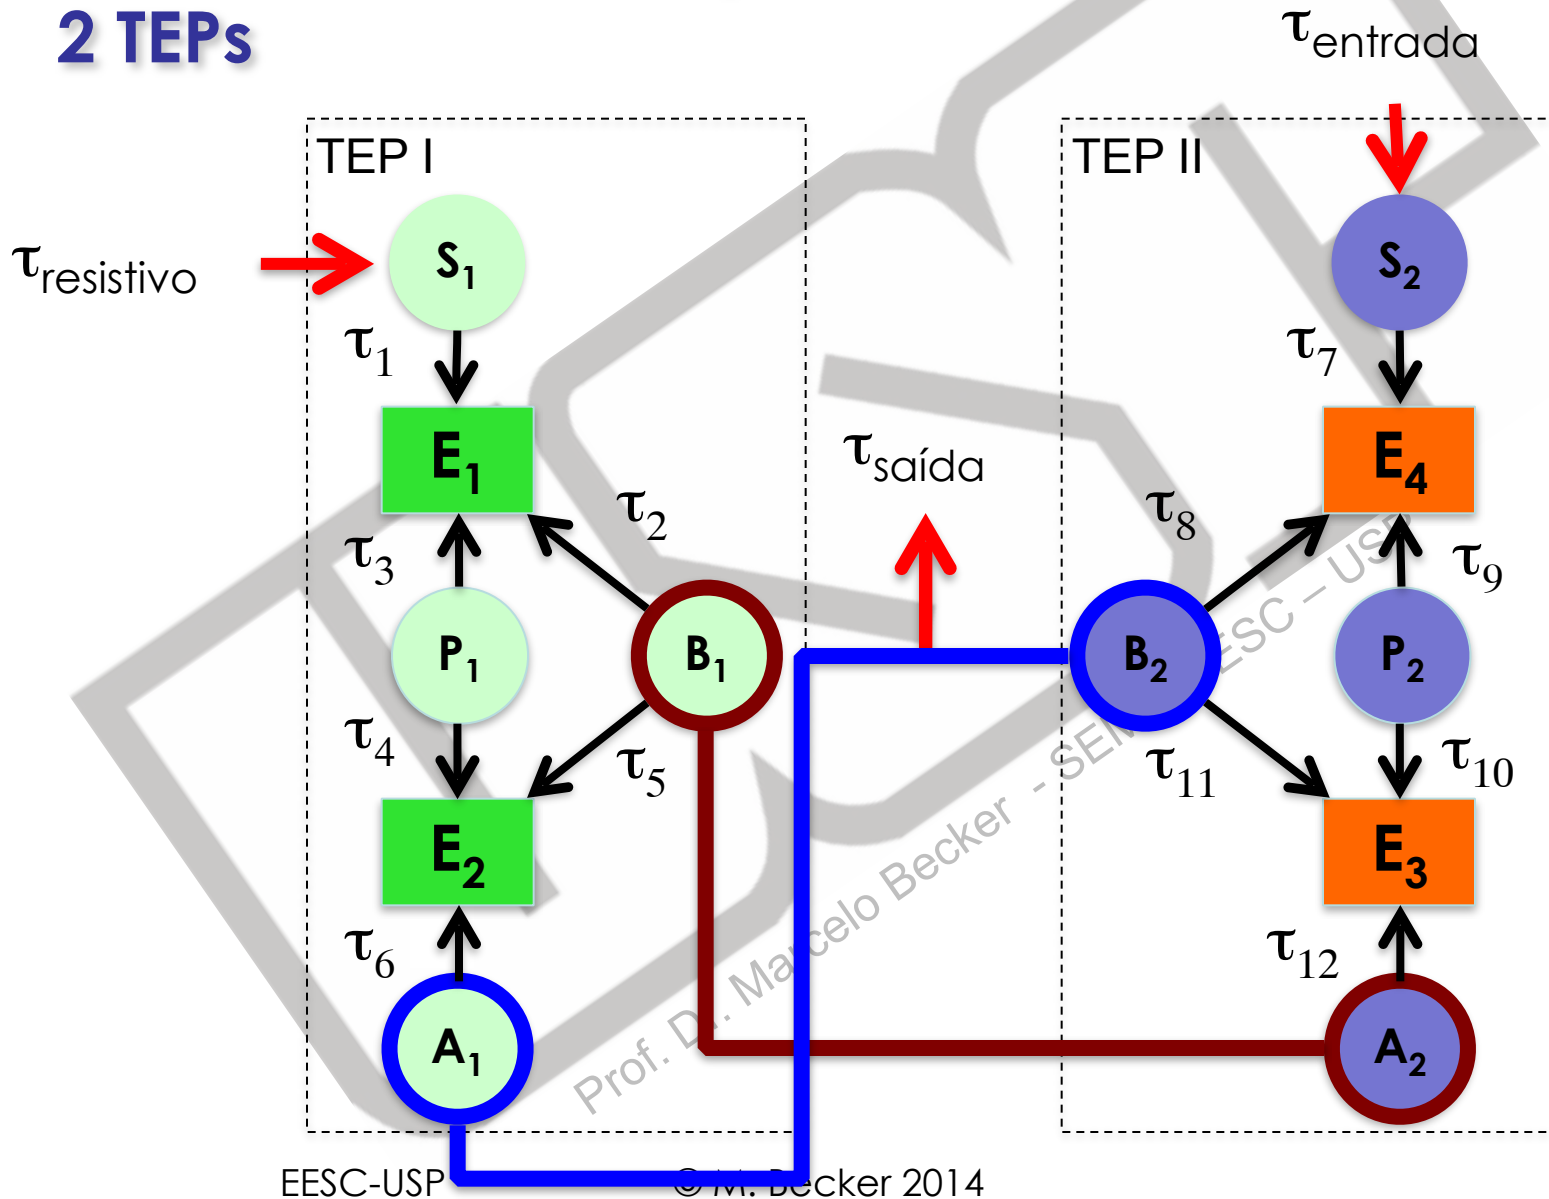 2 TEPs
τentrada
TEP I
TEP II
τresistivo
S1
S2
τ1
τ7
E1
E4
τsaída
τ2
τ8
τ3
τ9
P1
B1
B2
P2
τ4
τ5
τ11
τ10
E2
E3
τ6
τ12
A1
A2
Prof. Dr. Marcelo Becker - SEM EESC – USP
EESC-USP
© M. Becker 2014